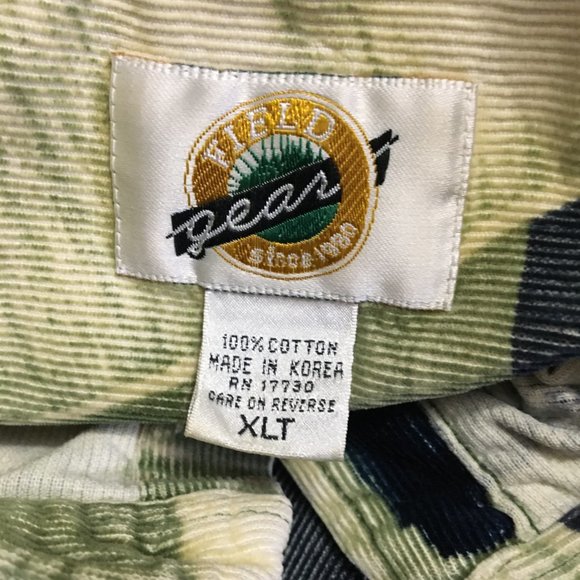 FIELD
gear
since 1980
100% COTTON
MADE IN KOREA
RN 17730
CARE ON REVERSE
XLT